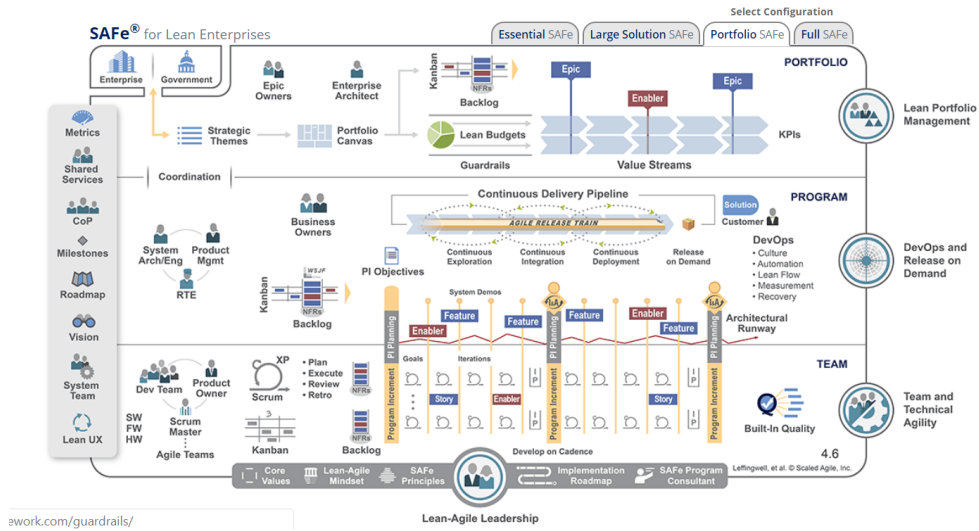 Select Configuration
SAFe® for Lean Enterprises
Essential SAFe
Large Solution SAFe
Portfolio SAFe
Full SAFe
Enterprise
Government
Epic
Owners
Enterprise
Architect
Kanban
NFRs
Backlog
Epic
Enabler
Epic
PORTFOLIO
Lean Portfolio
Management
Strategic
Themes
Portfolio
Canvas
Lean Budgets
Guardrails
Value Streams
KPIs
Metrics
Shared
Services
CoP
Milestones
Roadmap
Vision
System
Team
Lean UX
Coordination
Business
Owners
Continuous Delivery Pipeline
AGILE RELEASE TRAIN
Continuous
Exploration
Continuous
Integration
Continuous
Deployment
Release
on Demand
Solution
Customer
PROGRAM
DevOps
• Culture
• Automation
• Lean Flow
• Measurement
• Recovery
DevOps and
Release on
Demand
System
Arch/Eng
Product
Mgmt
RTE
PI Objectives
Kanban
WSJF
NFRs
Backlog
System Demos
Enabler
Feature
Feature
I&A
Feature
Enabler
Feature
I&A
Architectural
Runway
PI Planning
PI Planning
PI Planning
TEAM
Dev Team
Product
Owner
Scrum
Master
SW
FW
HW
Agile Teams
XP
Scrum
• Plan
• Execute
• Review
• Retro
Kanban
NFRs
NFRs
Backlog
Goals
Iterations
Story
Enabler
Story
I
P
I
P
I
P
I
P
Program Increment
Program Increment
Program Increment
Develop on Cadence
Built-In Quality
Team and
Technical
Agility
4.6
Leffingwell, et al. © Scaled Agile, Inc.
Core
Values
Lean-Agile
Mindset
SAFe
Principles
Implementation
Roadmap
SAFe Program
Consultant
Lean-Agile Leadership
ework.com/guardrails/